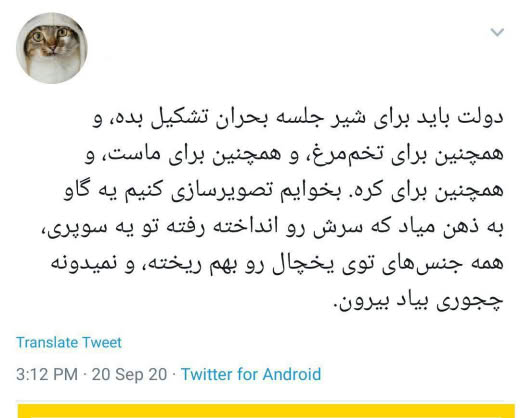 دولت باید برای شیر جلسه بحران تشکیل بده، و
همچنین برای تخم‌مرغ، و همچنین برای ماست، و
همچنین برای کره. بخوایم تصویرسازی کنیم یه گاو
به ذهن میاد که سرش رو انداخته رفته تو یه سوپری،
همه جنس‌های توی یخچال رو بهم ریخته، و نمیدونه
چجوری بیاد بیرون.
Translate Tweet
3:12 PM · 20 Sep 20 · Twitter for Android